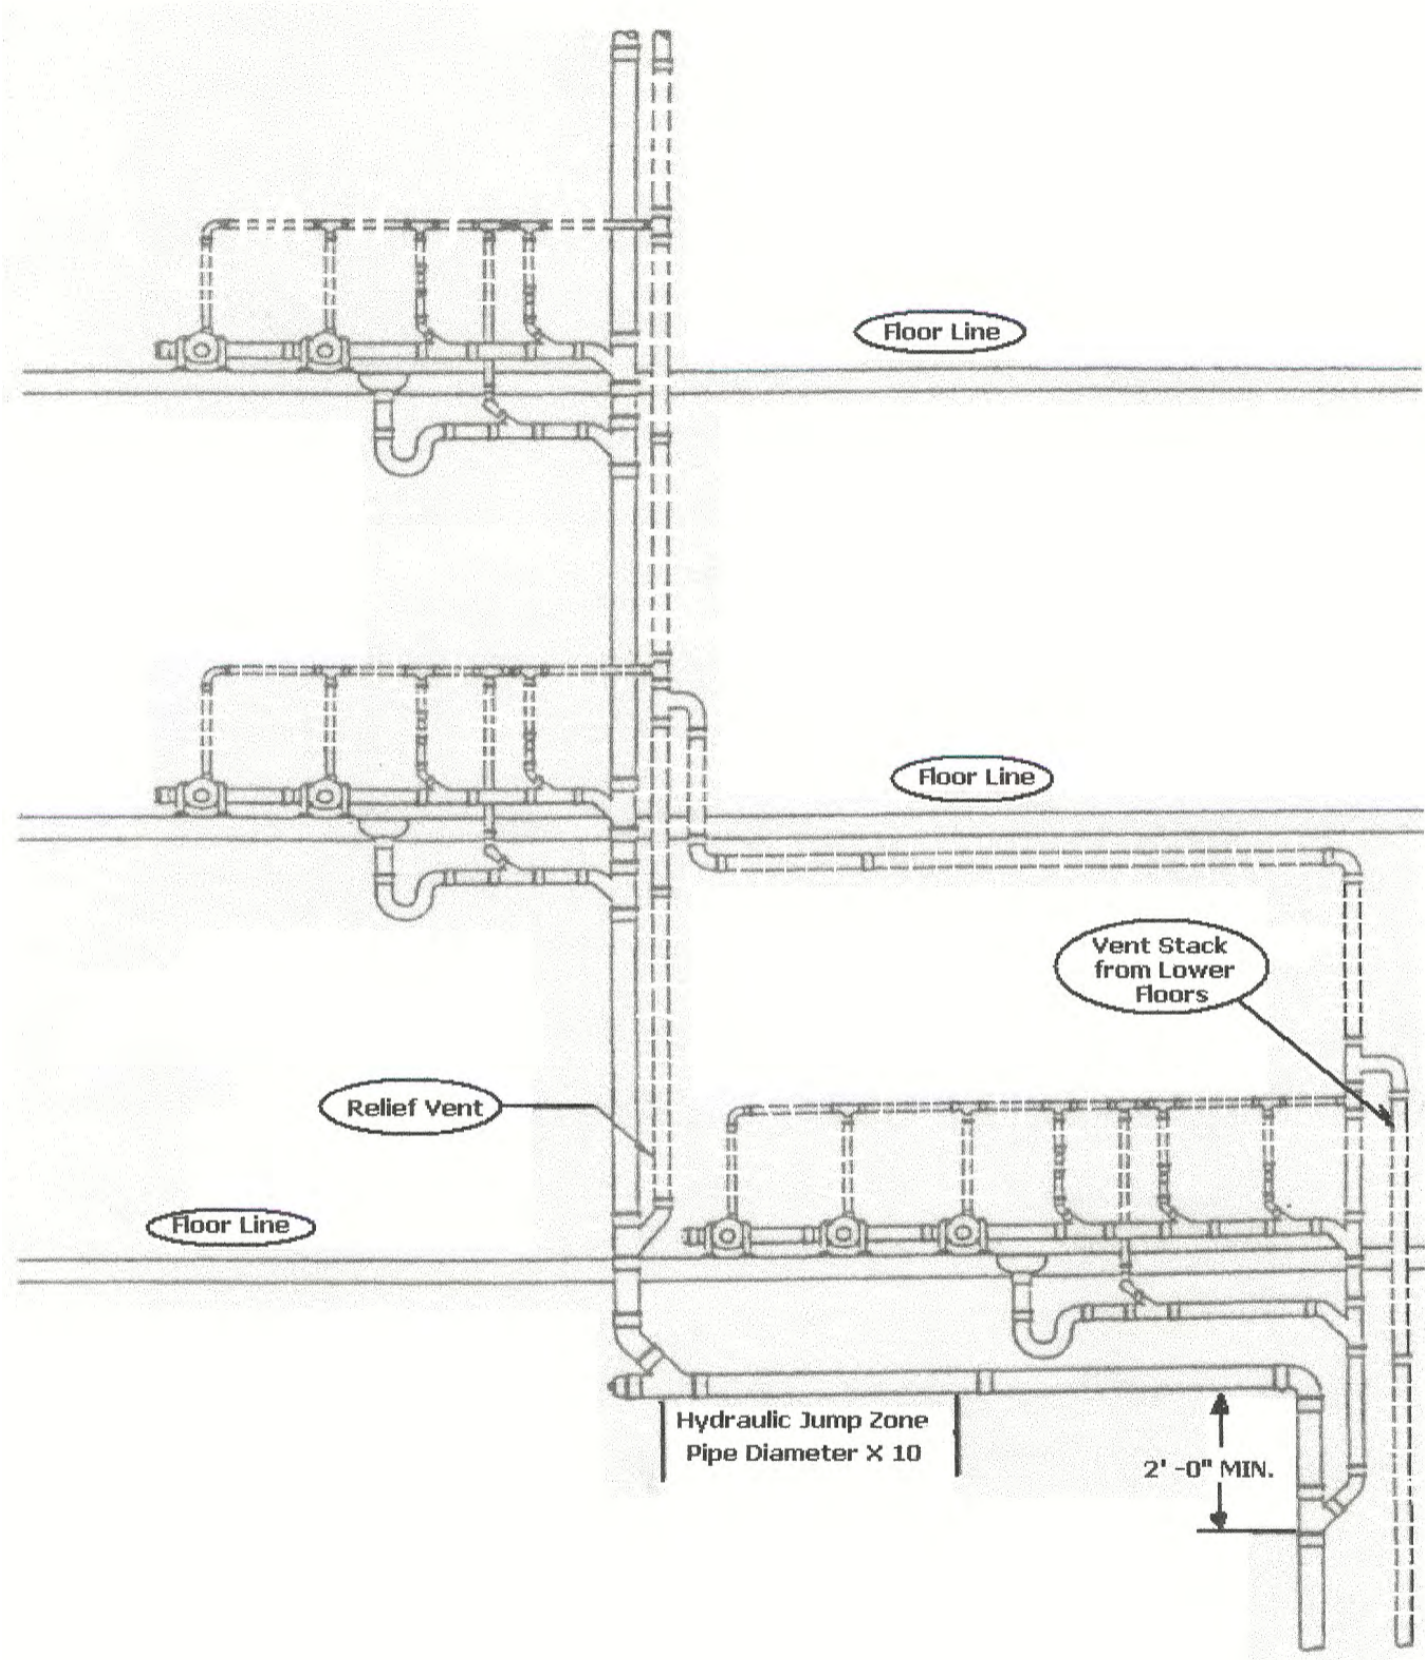 Floor Line
Floor Line
Vent Stack
from Lower
Floors
Relief Vent
Floor Line
Hydraulic Jump Zone
Pipe Diameter X 10
2' -0" MIN.